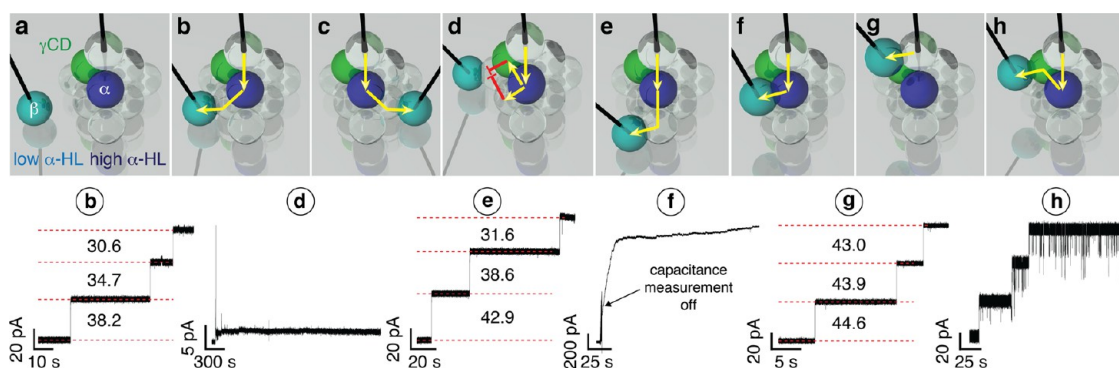 a b c d e f g h
γCD
α
β
low α-HL high α-HL
b d e f g h
30.6
34.7
38.2
20 pA
10 s
5 pA
300 s
31.6
38.6
42.9
20 pA
20 s
capacitance
measurement
off
200 pA
25 s
43.0
43.9
44.6
20 pA
5 s
20 pA
25 s